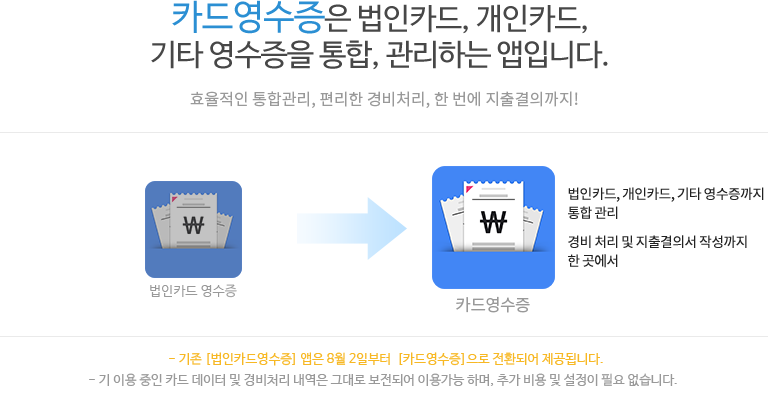 카드영수증은 법인카드, 개인카드,
기타 영수증을 통합, 관리하는 앱입니다.
효율적인 통합관리, 편리한 경비처리, 한 번에 지출결의까지!
₩
법인카드 영수증
₩
카드영수증
법인카드, 개인카드, 기타 영수증까지
통합 관리
경비 처리 및 지출결의서 작성까지
한 곳에서
- 기존 [법인카드영수증] 앱은 8월 2일부터 [카드영수증]으로 전환되어 제공됩니다.
- 기 이용 중인 카드 데이터 및 경비처리 내역은 그대로 보전되어 이용가능 하며, 추가 비용 및 설정이 필요 없습니다.